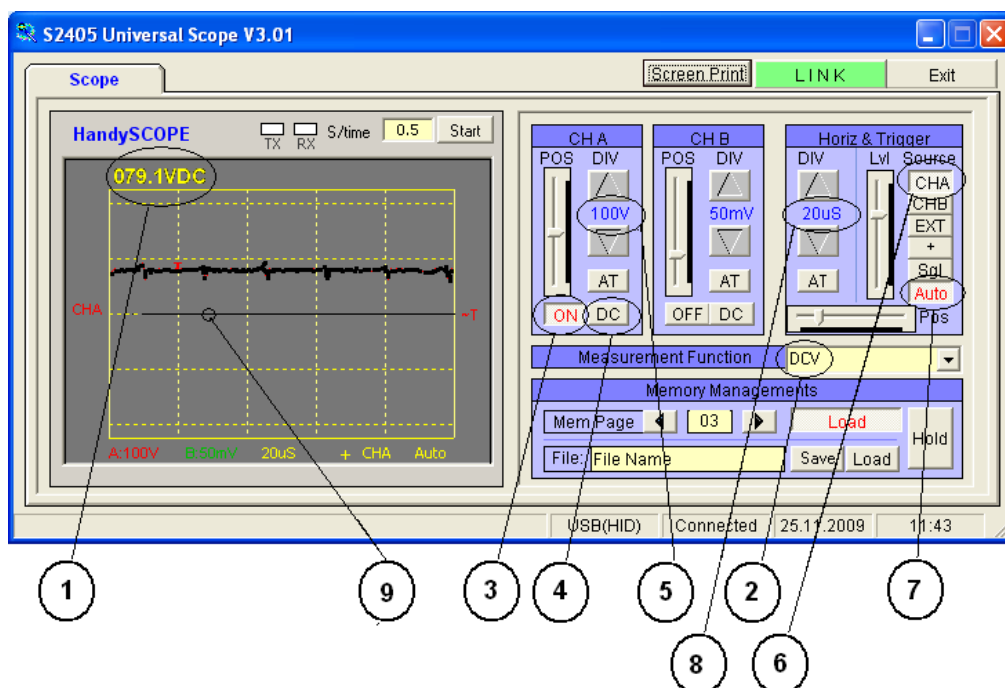 S2405 Universal Scope V3.01
Scope
Screen Print LINK Exit
HandySCOPE TX RX S/time 0.5 Start
079.1VDC
T
CHA
~T
A:100V B:50mV 20uS + CHA Auto
CH A
POS DIV
100V
AT
ON DC
CH B
POS DIV
50mV
AT
OFF DC
Horiz & Trigger
DIV Lvl Source
20uS
AT
CHA
CHB
EXT
+
Sgl
Auto
Pos
Measurement Function DCV
Memory Managements
Mem Page 03 Load
Hold
File: File Name Save Load
USB(HID) Connected 25.11.2009 11:43
1 9 3 4 5 2 7
8 6